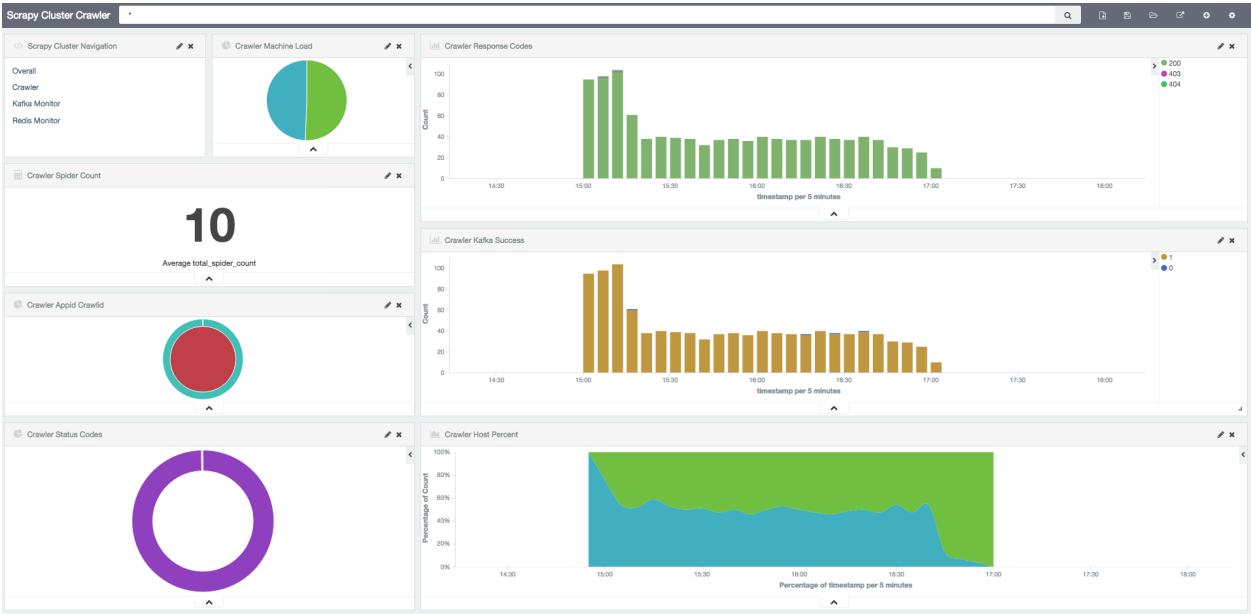 Scrapy Cluster Crawler
*
Scrapy Cluster Navigation
Overall
Crawler
Kafka Monitor
Redis Monitor
Crawler Machine Load
Crawler Spider Count
10
Average total_spider_count
Crawler Appid Crawlid
Crawler Status Codes
Crawler Response Codes
100
80
60
40
20
0
Count
14:30 15:00 15:30 16:00 16:30 17:00 17:30 18:00
timestamp per 5 minutes
200
403
404
Crawler Kafka Success
100
80
60
40
20
0
Count
14:30 15:00 15:30 16:00 16:30 17:00 17:30 18:00
timestamp per 5 minutes
1
0
Crawler Host Percent
100%
80%
60%
40%
20%
0%
Percentage of Count
14:30 15:00 15:30 16:00 16:30 17:00 17:30 18:00
Percentage of timestamp per 5 minutes